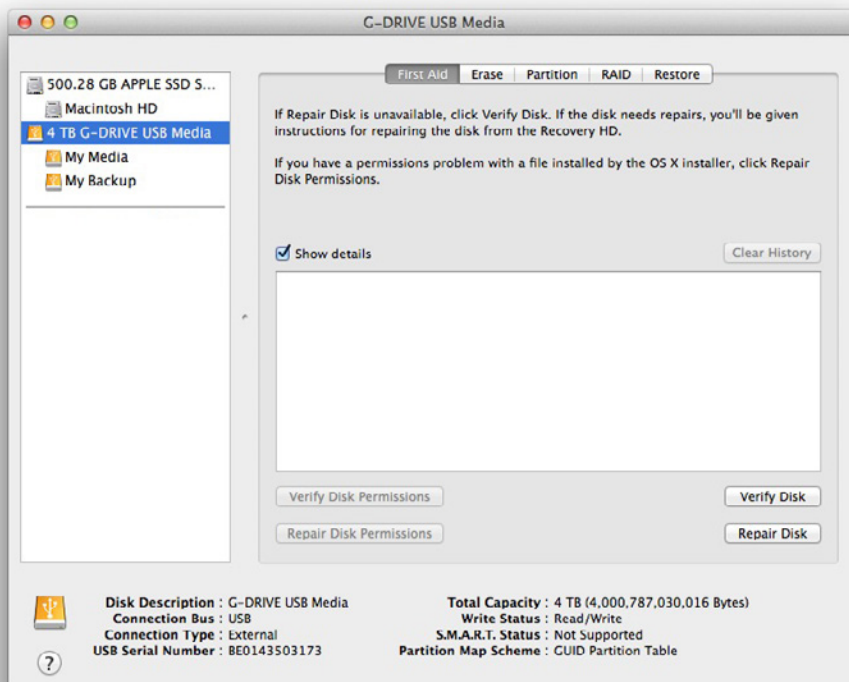 G-DRIVE USB Media
500.28 GB APPLE SSD S...
Macintosh HD
4 TB G-DRIVE USB Media
My Media
My Backup
First Aid Erase Partition RAID Restore
If Repair Disk is unavailable, click Verify Disk. If the disk needs repairs, you'll be given
instructions for repairing the disk from the Recovery HD.
If you have a permissions problem with a file installed by the OS X installer, click Repair
Disk Permissions.
Show details
Clear History
Verify Disk Permissions
Verify Disk
Repair Disk Permissions
Repair Disk
Disk Description : G-DRIVE USB Media
Connection Bus : USB
Connection Type : External
USB Serial Number : BE0143503173
Total Capacity : 4 TB (4,000,787,030,016 Bytes)
Write Status : Read/Write
S.M.A.R.T. Status : Not Supported
Partition Map Scheme : GUID Partition Table
?